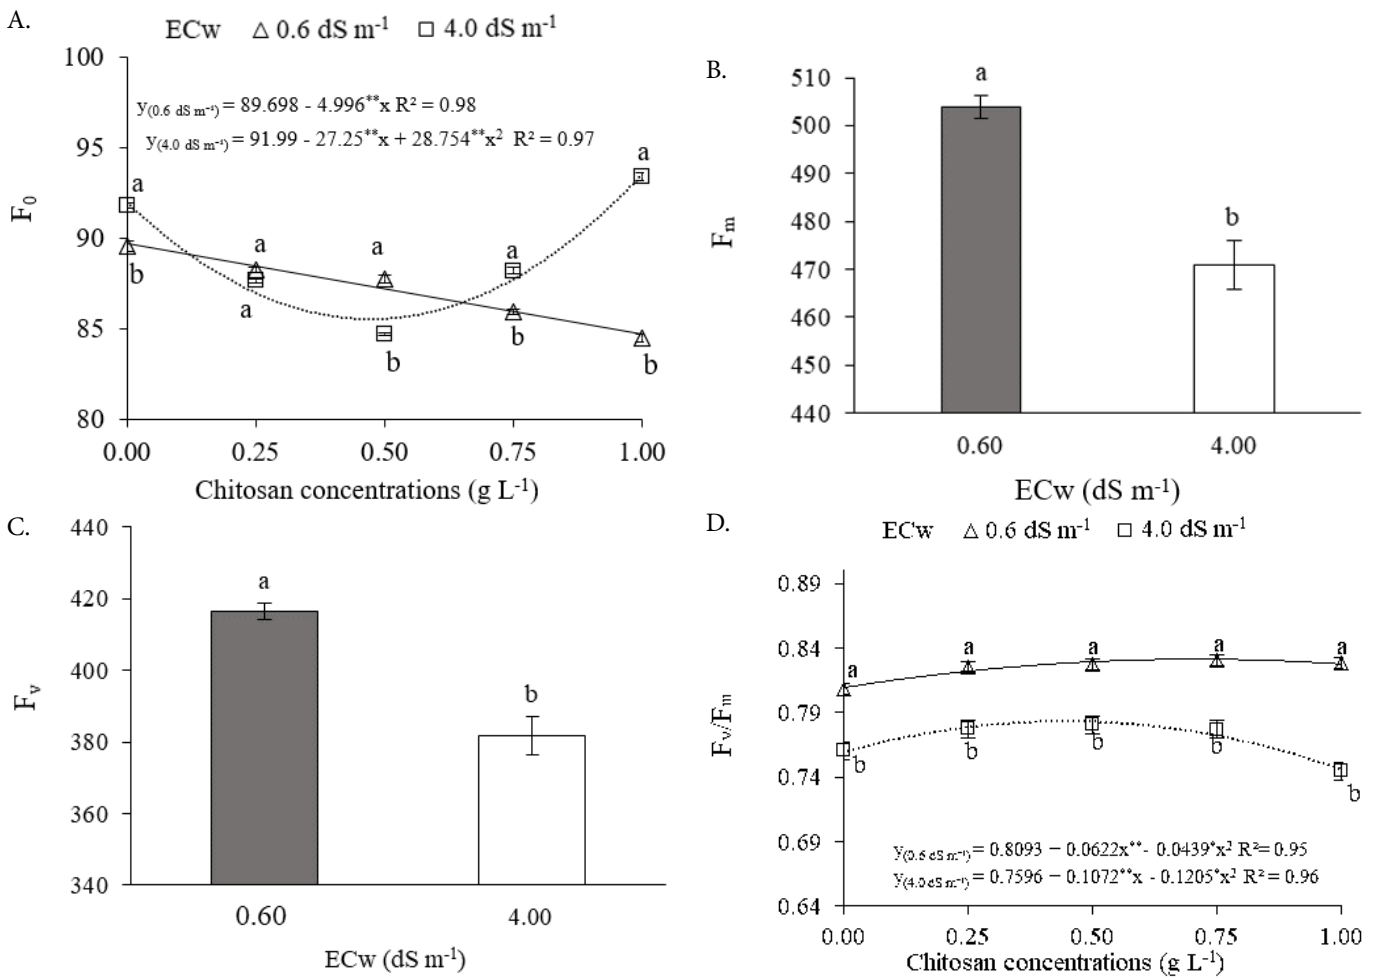 A.
ECw △ 0.6 dS m⁻¹ □ 4.0 dS m⁻¹
100
95
90
85
80
F₀
y(0.6 dS m⁻¹) = 89.698 - 4.996**x R² = 0.98
y(4.0 dS m⁻¹) = 91.99 - 27.25**x + 28.754**x² R² = 0.97
a
b
a
a
a
b
a
b
a
b
0.00 0.25 0.50 0.75 1.00
Chitosan concentrations (g L⁻¹)
B.
510
500
490
480
470
460
450
440
Fₘ
a
b
0.60 4.00
ECw (dS m⁻¹)
C.
440
420
400
380
360
340
Fᵥ
a
b
0.60 4.00
ECw (dS m⁻¹)
D.
ECw △ 0.6 dS m⁻¹ □ 4.0 dS m⁻¹
0.89
0.84
0.79
0.74
0.69
0.64
Fᵥ/Fₘ
a a a a a
b b b b b
y(0.6 dS m⁻¹) = 0.8093 − 0.0622x** - 0.0439*x² R²= 0.95
y(4.0 dS m⁻¹) = 0.7596 − 0.1072**x - 0.1205*x² R² = 0.96
0.00 0.25 0.50 0.75 1.00
Chitosan concentrations (g L⁻¹)